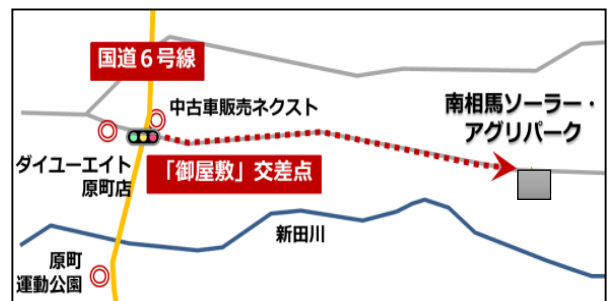 国道６号線
中古車販売ネクスト
南相馬ソーラー・
アグリパーク
ダイユーエイト
原町店
「御屋敷」交差点
新田川
原町
運動公園